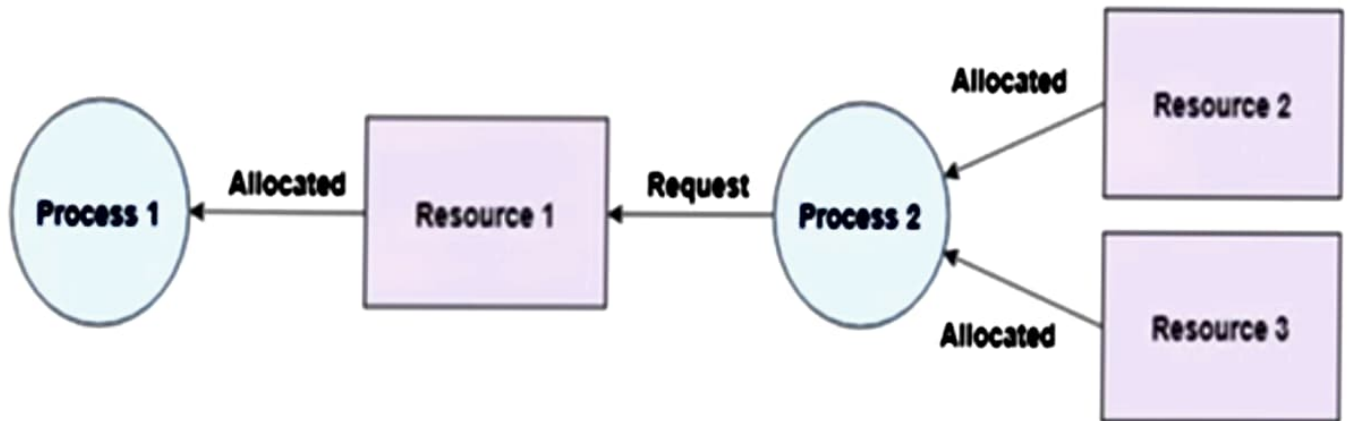 Process 1
Allocated
Resource 1
Request
Process 2
Allocated
Resource 2
Allocated
Resource 3